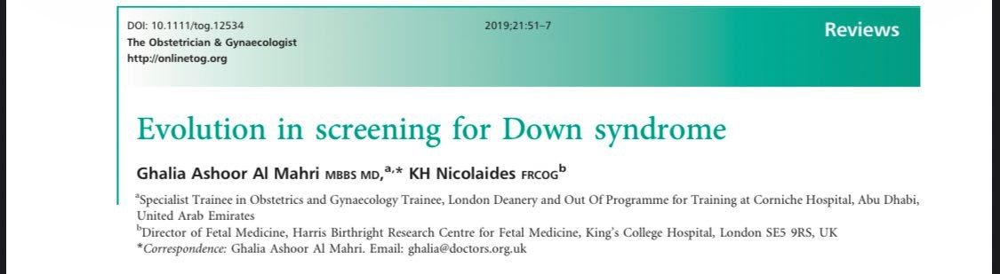 DOI: 10.1111/tog.12534
2019;21:51–7
Reviews
The Obstetrician & Gynaecologist
http://onlinetog.org
Evolution in screening for Down syndrome
Ghalia Ashoor Al Mahri MBBS MD,a,* KH Nicolaides FRCOGb
aSpecialist Trainee in Obstetrics and Gynaecology Trainee, London Deanery and Out Of Programme for Training at Corniche Hospital, Abu Dhabi,
United Arab Emirates
bDirector of Fetal Medicine, Harris Birthright Research Centre for Fetal Medicine, King's College Hospital, London SE5 9RS, UK
*Correspondence: Ghalia Ashoor Al Mahri. Email: ghalia@doctors.org.uk